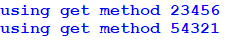 using get method 23456
using get method 54321